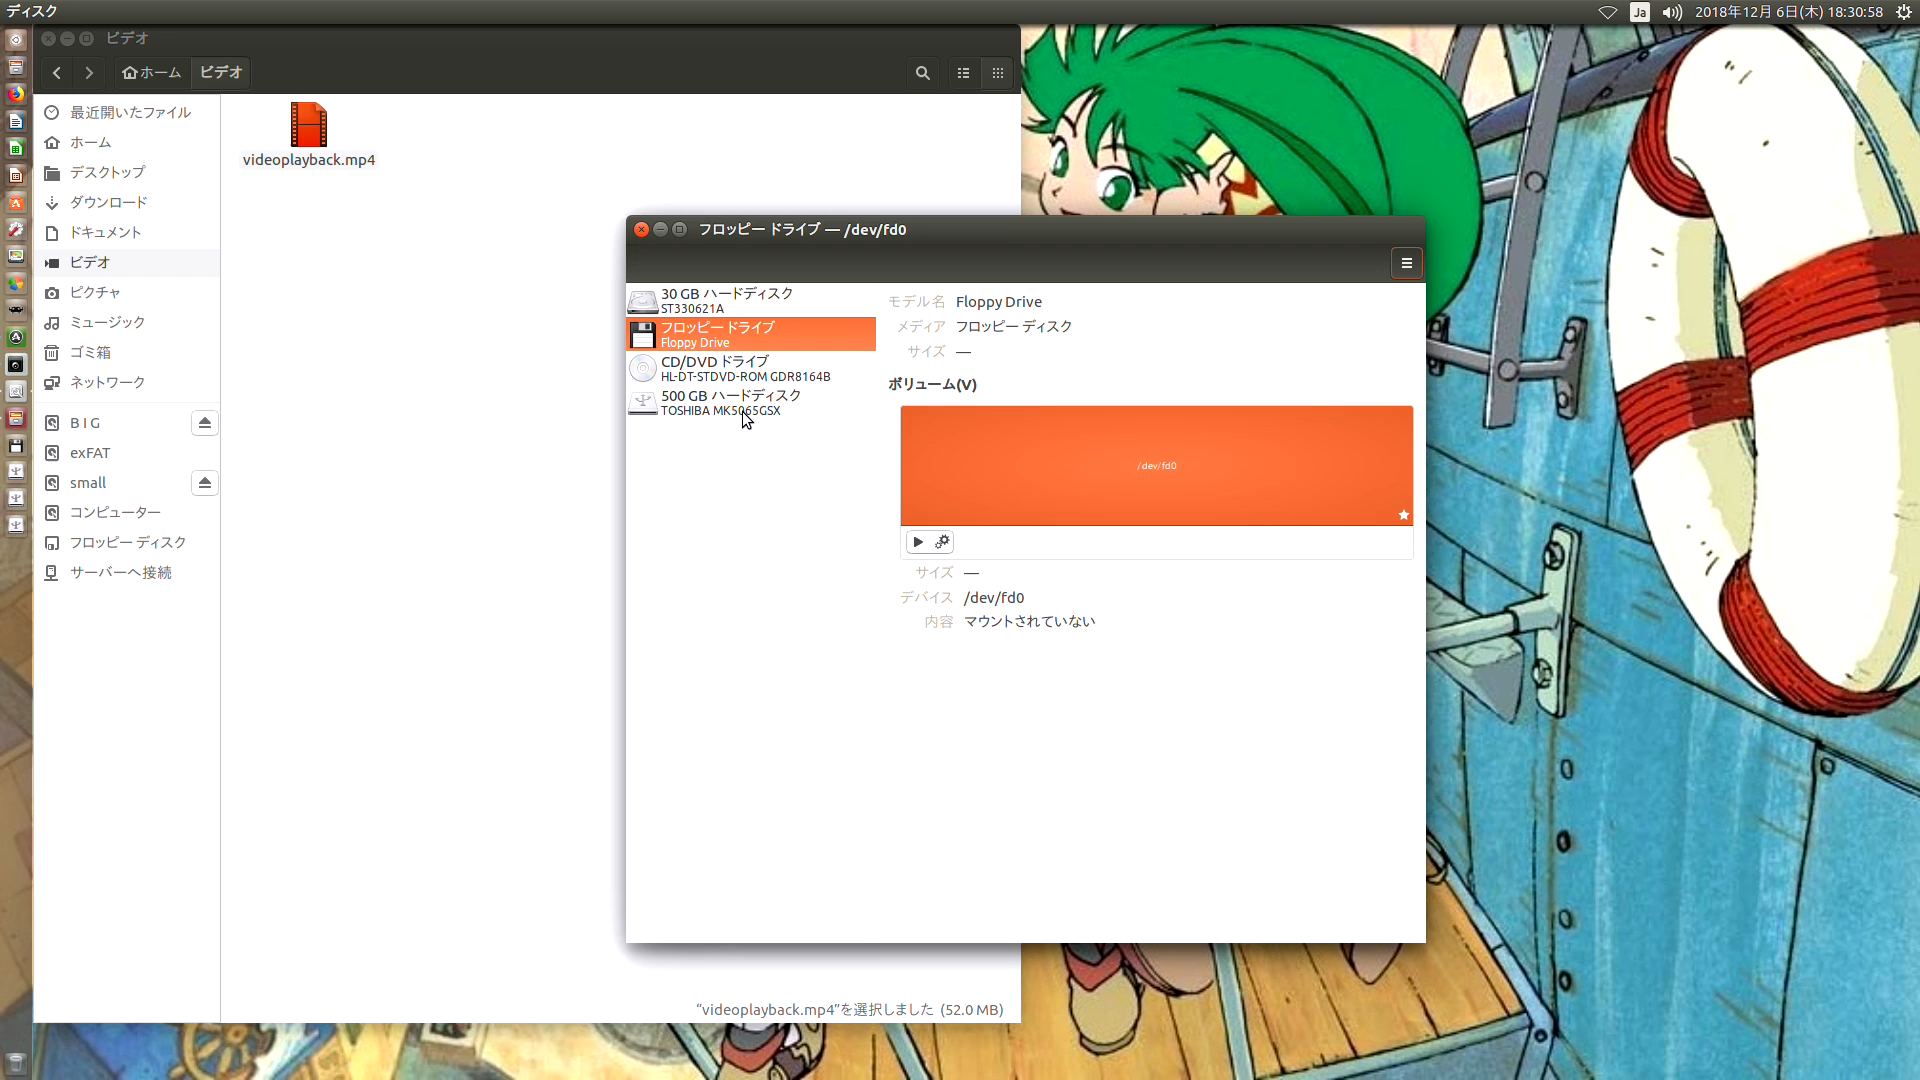 ディスク
Ja
2018年12月 6日(木) 18:30:58
ビデオ
ホーム
ビデオ
最近開いたファイル
ホーム
デスクトップ
ダウンロード
ドキュメント
ビデオ
ピクチャ
ミュージック
ゴミ箱
ネットワーク
B I G
exFAT
small
コンピューター
フロッピー ディスク
サーバーへ接続
videoplayback.mp4
“videoplayback.mp4”を選択しました (52.0 MB)
フロッピー ドライブ — /dev/fd0
30 GB ハードディスク
ST330621A
フロッピー ドライブ
Floppy Drive
CD/DVD ドライブ
HL-DT-STDVD-ROM GDR8164B
500 GB ハードディスク
TOSHIBA MK5065GSX
モデル名 Floppy Drive
メディア フロッピー ディスク
サイズ —
ボリューム(V)
/dev/fd0
サイズ —
デバイス /dev/fd0
内容 マウントされていない